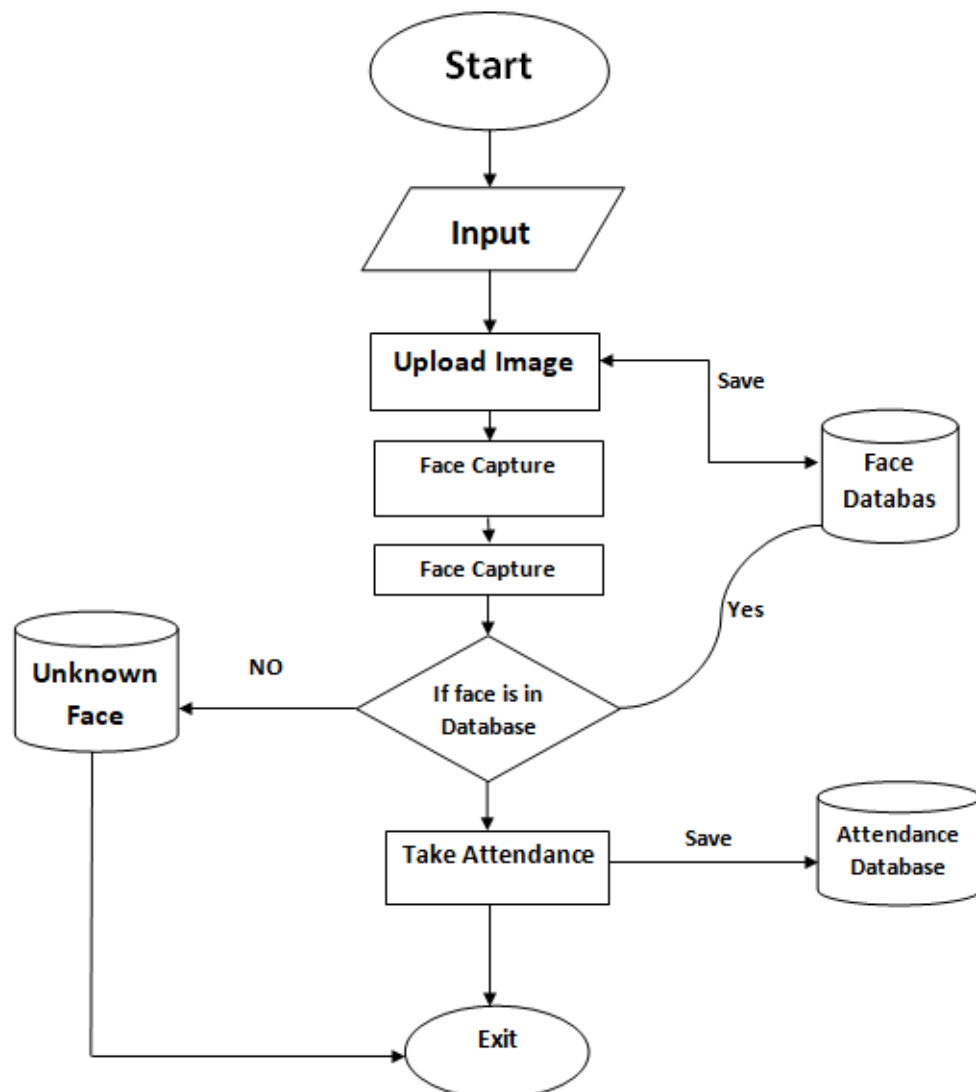 Start
Input
Upload Image
Save
Face
Databas
Face Capture
Face Capture
Yes
NO
Unknown
Face
If face is in
Database
Take Attendance
Save
Attendance
Database
Exit